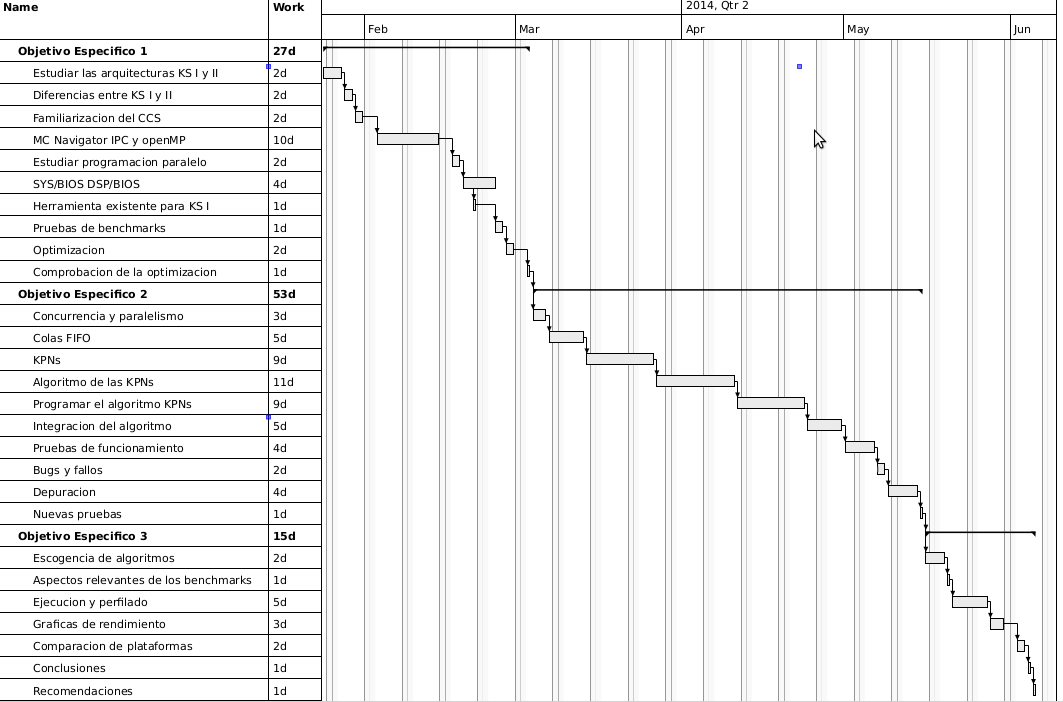 Name Work 2014, Qtr 2
Feb Mar Apr May Jun
Objetivo Especifico 1 27d
Estudiar las arquitecturas KS I y II 2d
Diferencias entre KS I y II 2d
Familiarizacion del CCS 2d
MC Navigator IPC y openMP 10d
Estudiar programacion paralelo 2d
SYS/BIOS DSP/BIOS 4d
Herramienta existente para KS I 1d
Pruebas de benchmarks 1d
Optimizacion 2d
Comprobacion de la optimizacion 1d
Objetivo Especifico 2 53d
Concurrencia y paralelismo 3d
Colas FIFO 5d
KPNs 9d
Algoritmo de las KPNs 11d
Programar el algoritmo KPNs 9d
Integracion del algoritmo 5d
Pruebas de funcionamiento 4d
Bugs y fallos 2d
Depuracion 4d
Nuevas pruebas 1d
Objetivo Especifico 3 15d
Escogencia de algoritmos 2d
Aspectos relevantes de los benchmarks 1d
Ejecucion y perfilado 5d
Graficas de rendimiento 3d
Comparacion de plataformas 2d
Conclusiones 1d
Recomendaciones 1d